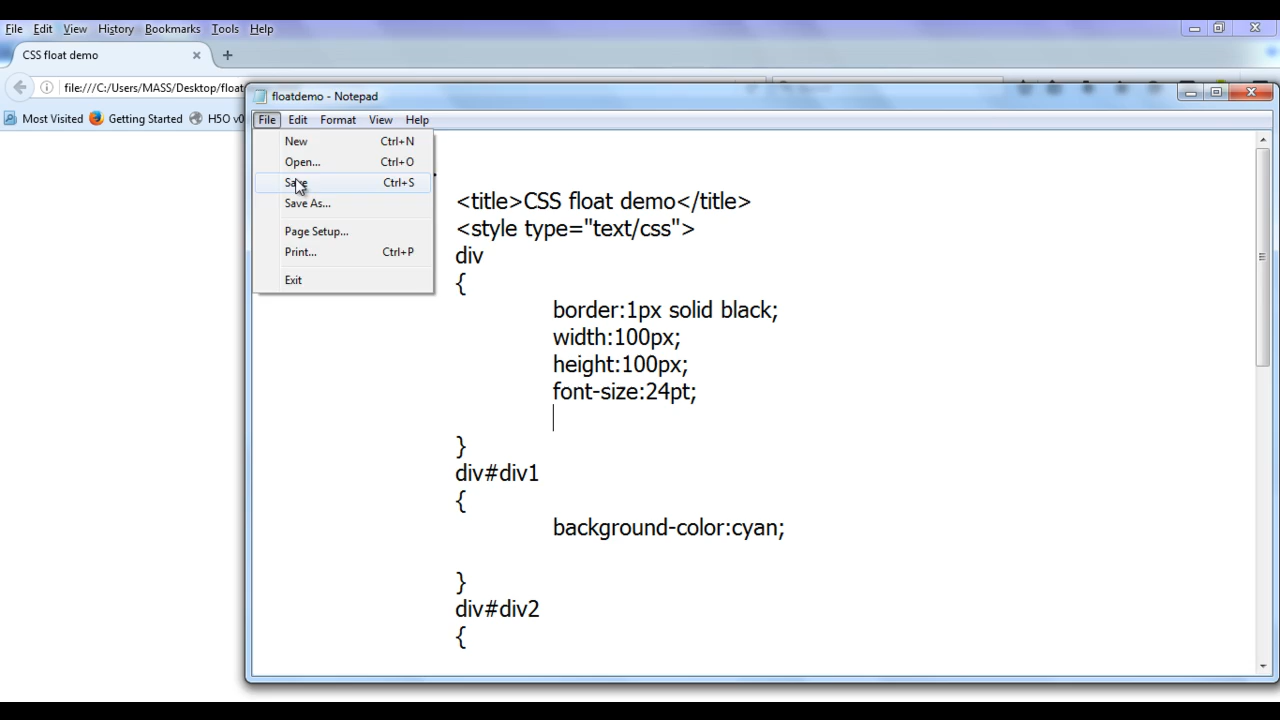 File Edit View History Bookmarks Tools Help
CSS float demo
file:///C:/Users/MASS/Desktop/float
Most Visited Getting Started H5O v0
floatdemo - Notepad
File Edit Format View Help
New Ctrl+N
Open... Ctrl+O
Save Ctrl+S
Save As...
Page Setup...
Print... Ctrl+P
Exit
<title>CSS float demo</title>
<style type="text/css">
div
{
border:1px solid black;
width:100px;
height:100px;
font-size:24pt;
}
div#div1
{
background-color:cyan;
}
div#div2
{